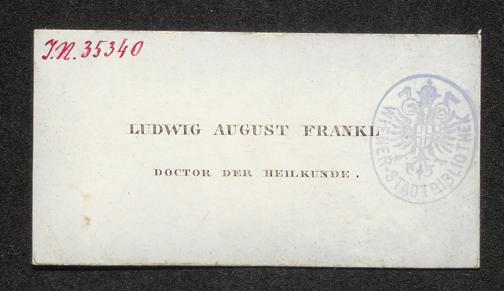 J.N. 35340
LUDWIG AUGUST FRANKL
DOCTOR DER HEILKUNDE .
WIENER-STADTBIBLIOTHEK